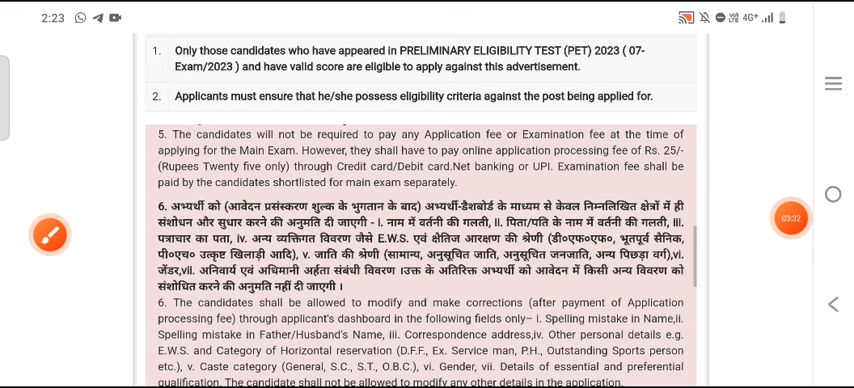 2:23
4G+
1. Only those candidates who have appeared in PRELIMINARY ELIGIBILITY TEST (PET) 2023 ( 07-
Exam/2023 ) and have valid score are eligible to apply against this advertisement.
2. Applicants must ensure that he/she possess eligibility criteria against the post being applied for.
5. The candidates will not be required to pay any Application fee or Examination fee at the time of
applying for the Main Exam. However, they shall have to pay online application processing fee of Rs. 25/-
(Rupees Twenty five only) through Credit card/Debit card.Net banking or UPI. Examination fee shall be
paid by the candidates shortlisted for main exam separately.
6. अभ्यर्थी को (आवेदन प्रसंस्करण शुल्क के भुगतान के बाद) अभ्यर्थी-डैशबोर्ड के माध्यम से केवल निम्नलिखित क्षेत्रों में ही
संशोधन और सुधार करने की अनुमति दी जाएगी - i. नाम में वर्तनी की गलती, ii. पिता/पति के नाम में वर्तनी की गलती, iii.
पत्राचार का पता, iv. अन्य व्यक्तिगत विवरण जैसे E.W.S. एवं क्षैतिज आरक्षण की श्रेणी (डी०एफ०एफ०, भूतपूर्व सैनिक,
पी०एच० उत्कृष्ट खिलाड़ी आदि), v. जाति की श्रेणी (सामान्य, अनुसूचित जाति, अनुसूचित जनजाति, अन्य पिछड़ा वर्ग),vi.
जेंडर,vii. अनिवार्य एवं अधिमानी अर्हता संबंधी विवरण ।उक्त के अतिरिक्त अभ्यर्थी को आवेदन में किसी अन्य विवरण को
संशोधित करने की अनुमति नहीं दी जाएगी ।
6. The candidates shall be allowed to modify and make corrections (after payment of Application
processing fee) through applicant's dashboard in the following fields only– i. Spelling mistake in Name,ii.
Spelling mistake in Father/Husband's Name, iii. Correspondence address,iv. Other personal details e.g.
E.W.S. and Category of Horizontal reservation (D.F.F., Ex. Service man, P.H., Outstanding Sports person
etc.), v. Caste category (General, S.C., S.T., O.B.C.), vi. Gender, vii. Details of essential and preferential
qualification. The candidate shall not be allowed to modify any other details in the application.
03:32